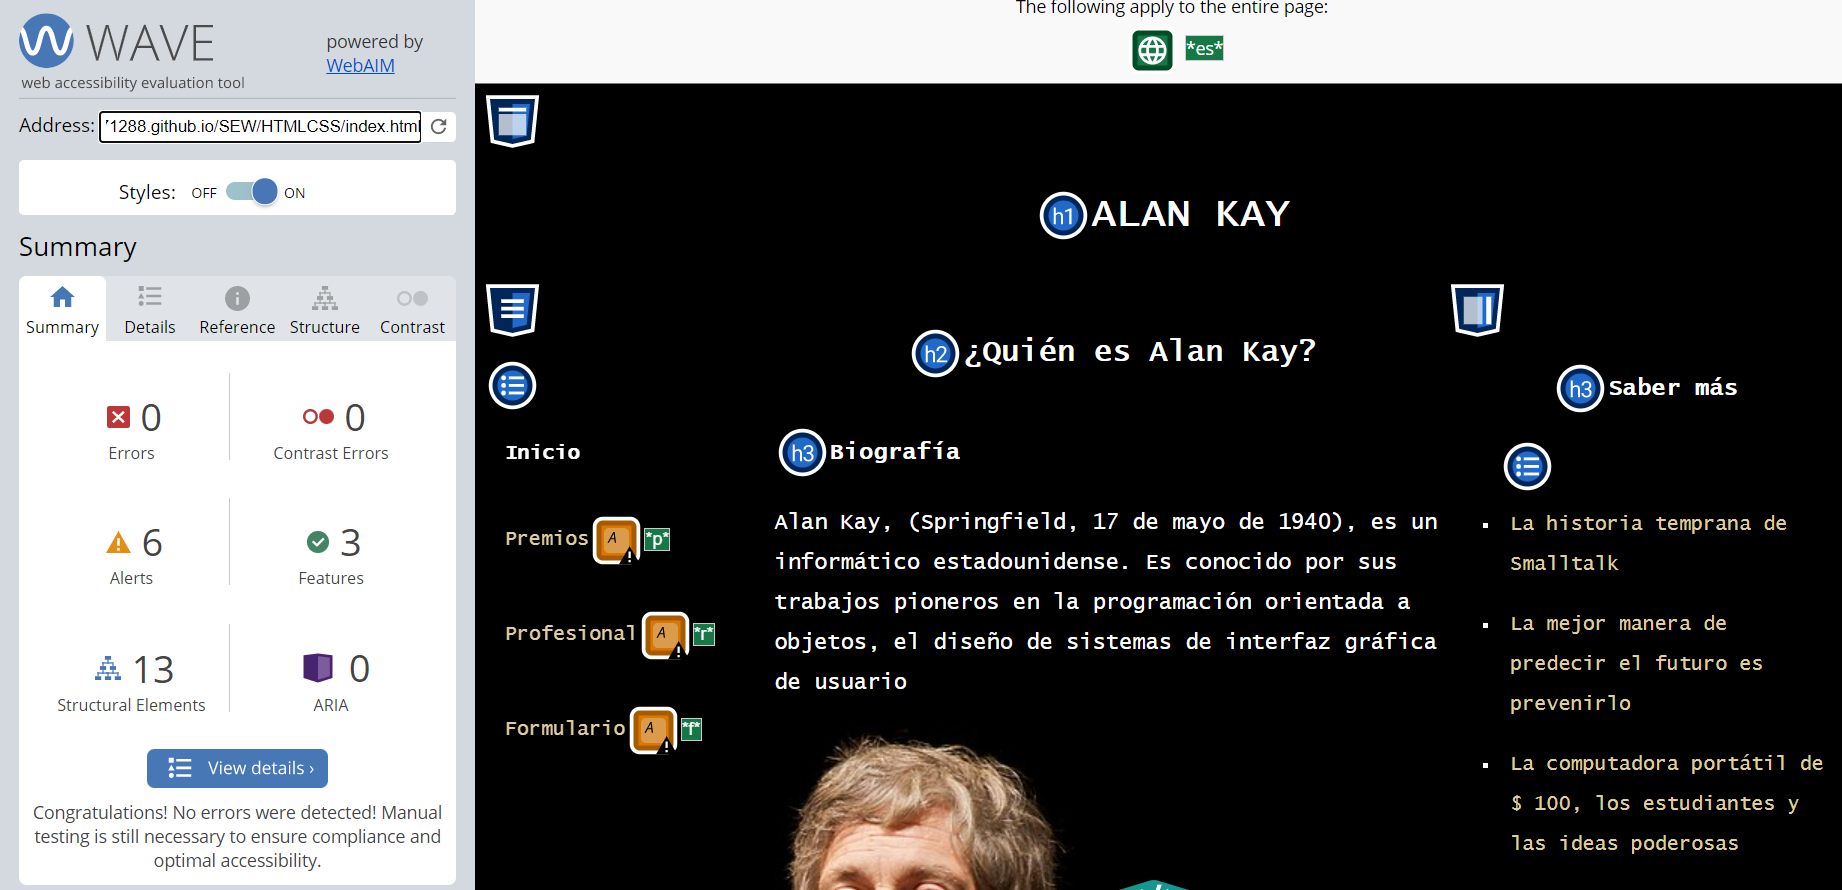 WAVE
web accessibility evaluation tool
powered by
WebAIM
Address: 1288.github.io/SEW/HTMLCSS/index.html
Styles: OFF ON
Summary
Summary Details Reference Structure Contrast
0 Errors
0 Contrast Errors
6 Alerts
3 Features
13 Structural Elements
0 ARIA
View details ›
Congratulations! No errors were detected! Manual
testing is still necessary to ensure compliance and
optimal accessibility.
The following apply to the entire page:
*es*
h1 ALAN KAY
h2 ¿Quién es Alan Kay?
Inicio
Premios A *p*
Profesional A *r*
Formulario A *f*
h3 Biografía
Alan Kay, (Springfield, 17 de mayo de 1940), es un
informático estadounidense. Es conocido por sus
trabajos pioneros en la programación orientada a
objetos, el diseño de sistemas de interfaz gráfica
de usuario
h3 Saber más
La historia temprana de
Smalltalk
La mejor manera de
predecir el futuro es
prevenirlo
La computadora portátil de
$ 100, los estudiantes y
las ideas poderosas